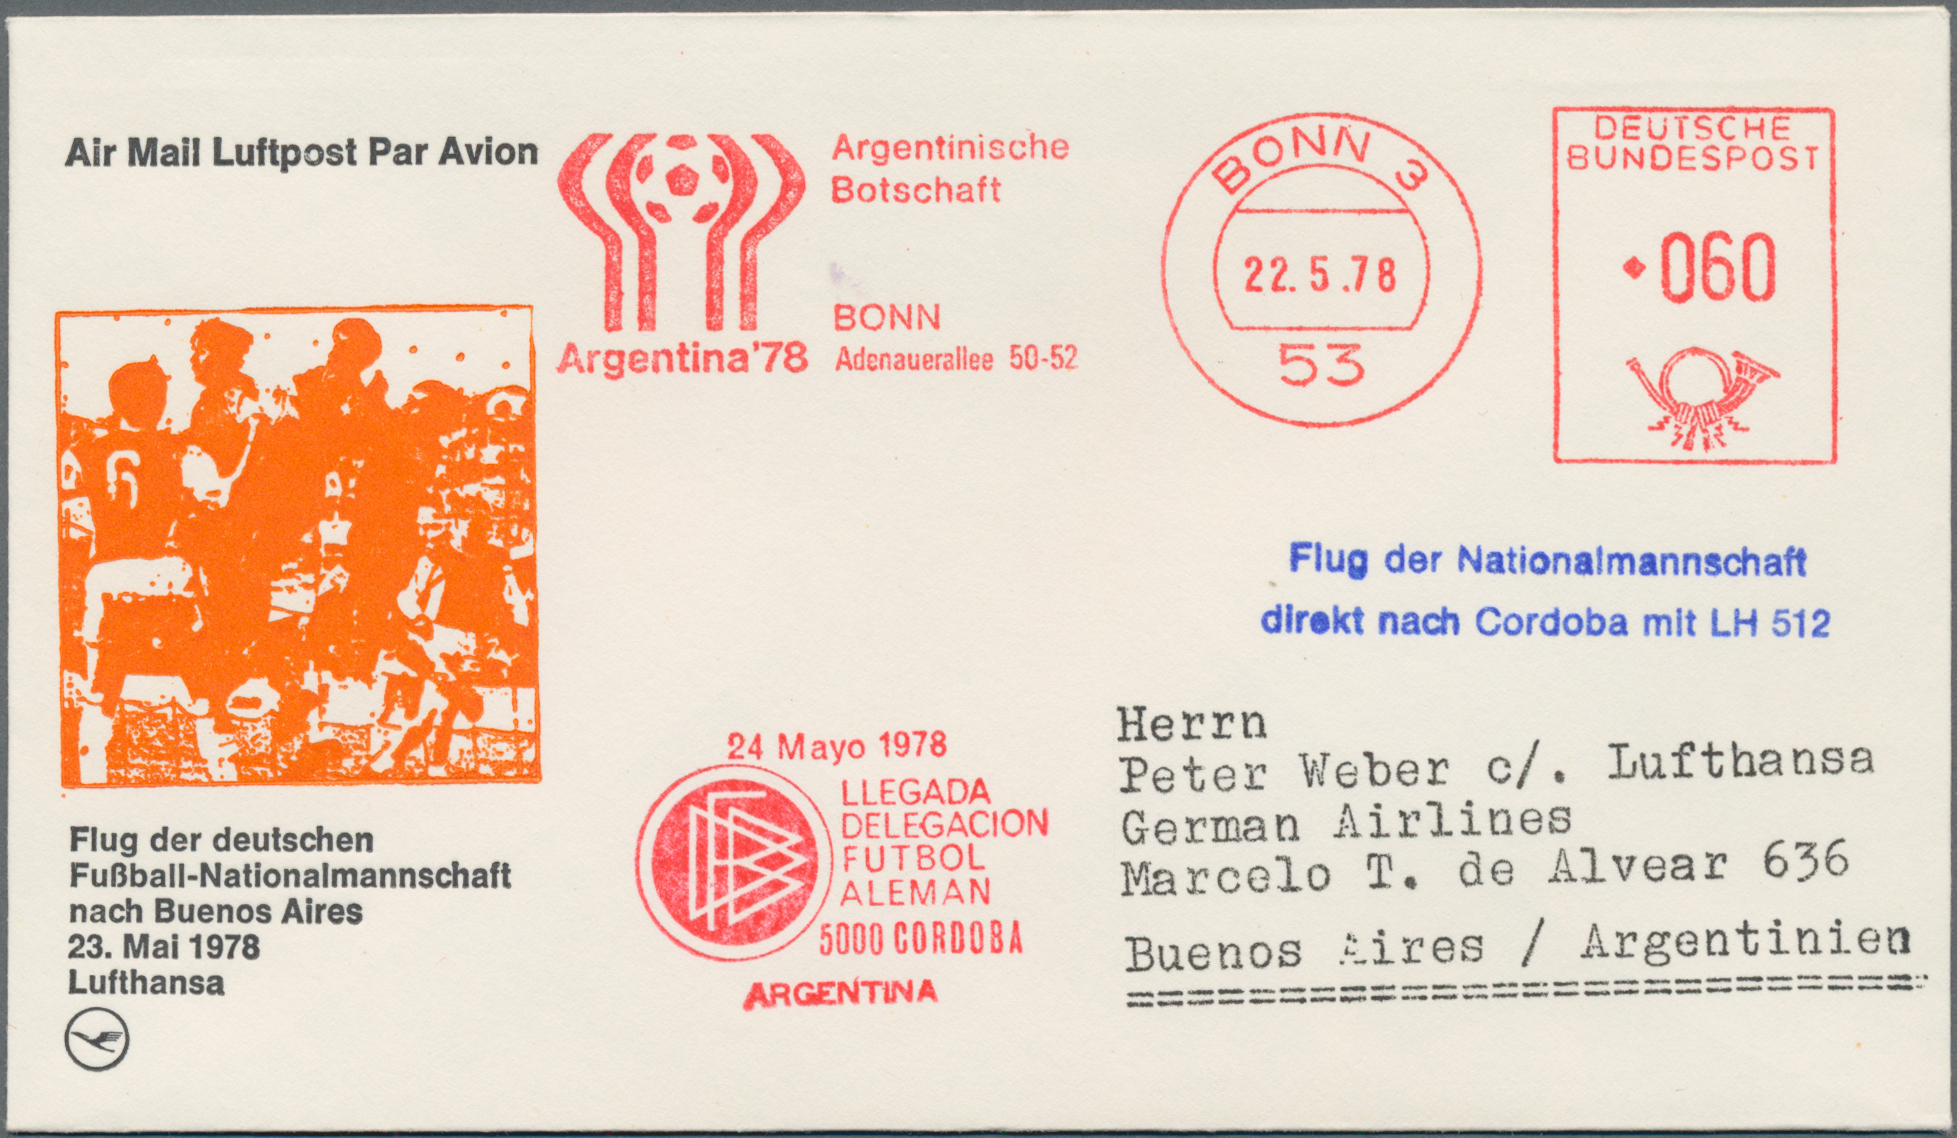 Air Mail Luftpost Par Avion
Argentina'78
Argentinische
Botschaft
BONN
Adenauerallee 50-52
BONN 3
22.5.78
53
DEUTSCHE
BUNDESPOST
060
6
Flug der Nationalmannschaft
direkt nach Cordoba mit LH 512
Flug der deutschen
Fußball-Nationalmannschaft
nach Buenos Aires
23. Mai 1978
Lufthansa
24 Mayo 1978
DFB
LLEGADA
DELEGACION
FUTBOL
ALEMAN
5000 CORDOBA
ARGENTINA
Herrn
Peter Weber c/. Lufthansa
German Airlines
Marcelo T. de Alvear 636
Buenos Aires / Argentinien